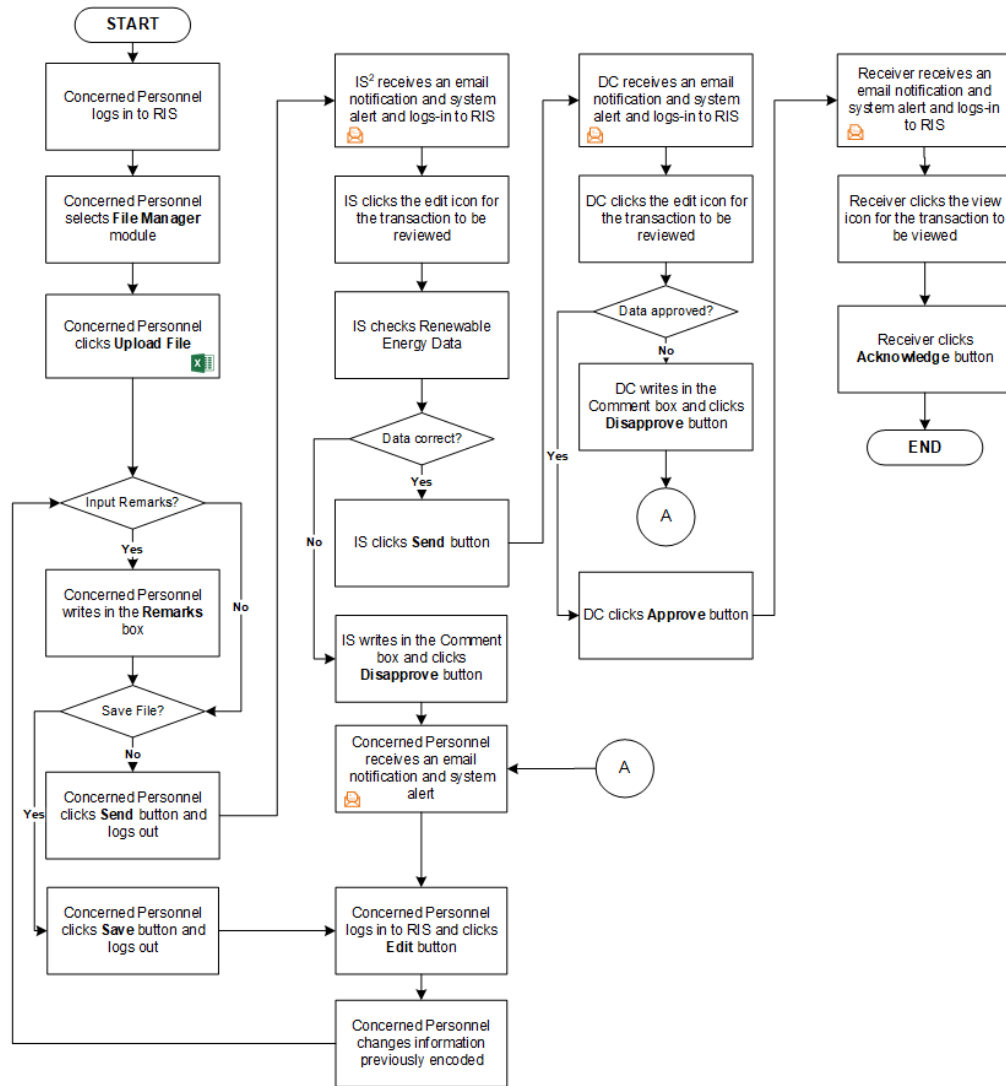 START
Concerned Personnel
logs in to RIS
Concerned Personnel
selects File Manager
module
Concerned Personnel
clicks Upload File
Input Remarks?
Yes
No
Concerned Personnel
writes in the Remarks
box
Save File?
No
Yes
Concerned Personnel
clicks Send button and
logs out
Concerned Personnel
clicks Save button and
logs out
IS² receives an email
notification and system
alert and logs-in to RIS
IS clicks the edit icon for
the transaction to be
reviewed
IS checks Renewable
Energy Data
Data correct?
Yes
No
IS clicks Send button
IS writes in the Comment
box and clicks
Disapprove button
Concerned Personnel
receives an email
notification and system
alert
Concerned Personnel
logs in to RIS and clicks
Edit button
Concerned Personnel
changes information
previously encoded
DC receives an email
notification and system
alert and logs-in to RIS
DC clicks the edit icon for
the transaction to be
reviewed
Data approved?
No
Yes
DC writes in the
Comment box and clicks
Disapprove button
A
DC clicks Approve button
A
Receiver receives an
email notification and
system alert and logs-in
to RIS
Receiver clicks the view
icon for the transaction to
be viewed
Receiver clicks
Acknowledge button
END